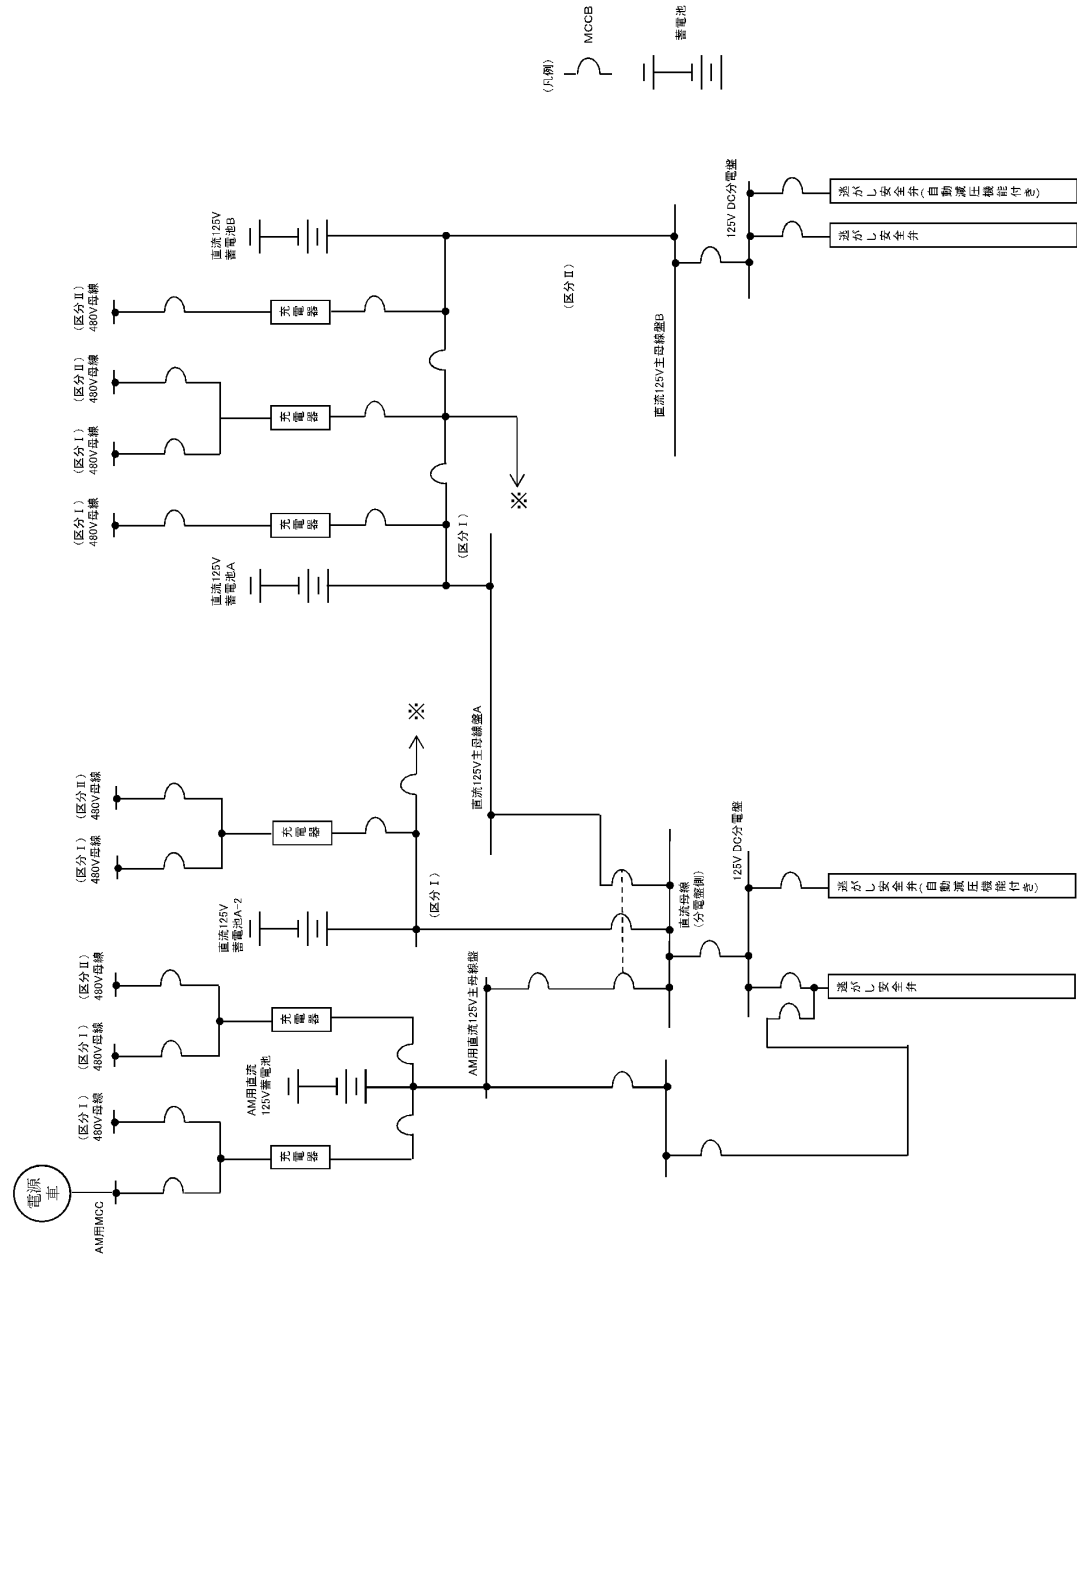 電源
車
AM用MCC
(区分Ⅰ)
480V母線
(区分Ⅰ)
480V母線
(区分Ⅱ)
480V母線
(区分Ⅰ)
480V母線
(区分Ⅱ)
480V母線
(区分Ⅰ)
480V母線
(区分Ⅰ)
480V母線
(区分Ⅱ)
480V母線
(区分Ⅱ)
480V母線
充電器
充電器
充電器
充電器
充電器
充電器
AM用直流
125V蓄電池
直流125V
蓄電池A-2
直流125V
蓄電池A
直流125V
蓄電池B
(区分Ⅰ)
※
(区分Ⅰ)
※
(区分Ⅱ)
AM用直流125V主母線盤
直流125V主母線盤A
直流125V主母線盤B
直流母線
(分電盤側)
125V DC分電盤
125V DC分電盤
逃がし安全弁
逃がし安全弁(自動減圧機能付き)
逃がし安全弁
逃がし安全弁(自動減圧機能付き)
(凡例)
MCCB
蓄電池